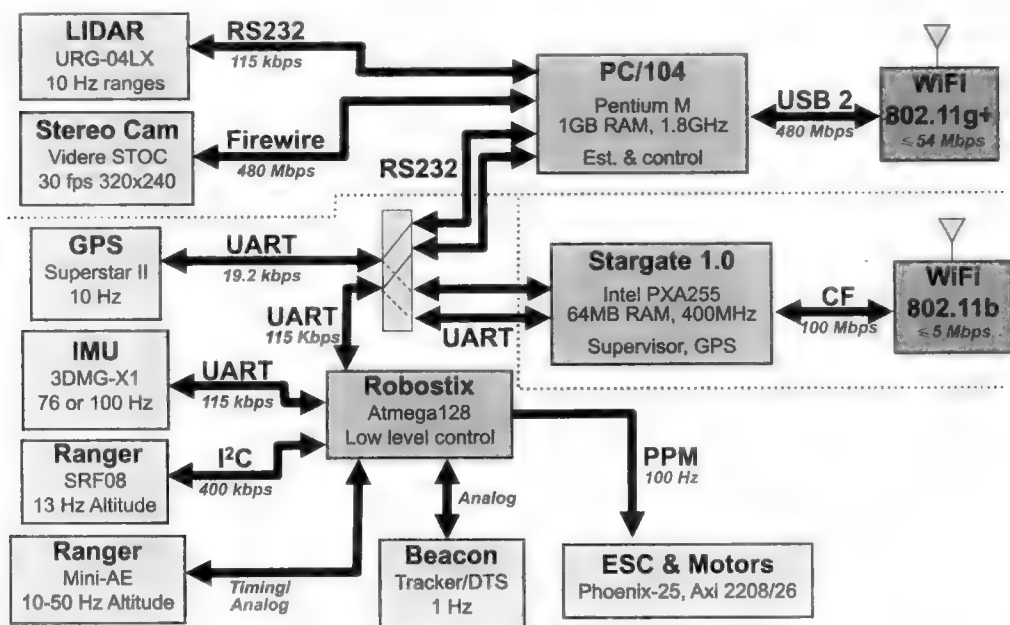 LIDAR
URG-04LX
10 Hz ranges
RS232
115 kbps
Stereo Cam
Videre STOC
30 fps 320x240
Firewire
480 Mbps
PC/104
Pentium M
1GB RAM, 1.8GHz
Est. & control
USB 2
480 Mbps
WiFi
802.11g+
≤ 54 Mbps
RS232
GPS
Superstar II
10 Hz
UART
19.2 kbps
UART
115 Kbps
UART
Stargate 1.0
Intel PXA255
64MB RAM, 400MHz
Supervisor, GPS
CF
100 Mbps
WiFi
802.11b
≤ 5 Mbps
IMU
3DMG-X1
76 or 100 Hz
UART
115 kbps
Robostix
Atmega128
Low level control
Ranger
SRF08
13 Hz Altitude
I²C
400 kbps
PPM
100 Hz
Analog
Ranger
Mini-AE
10-50 Hz Altitude
Timing/
Analog
Beacon
Tracker/DTS
1 Hz
ESC & Motors
Phoenix-25, Axi 2208/26